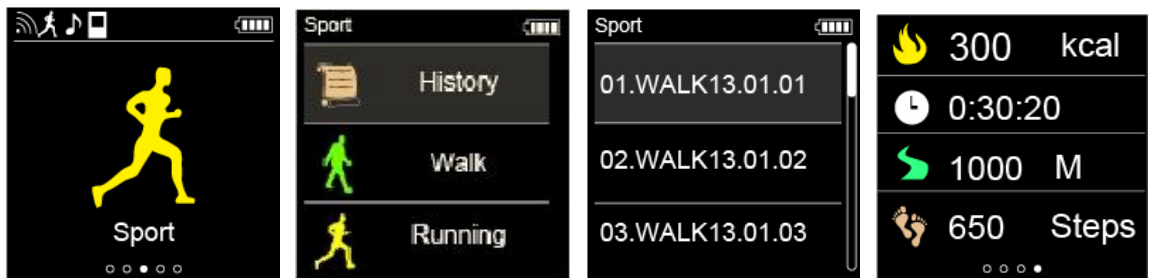 Sport
Sport
History
Walk
Running
Sport
01.WALK13.01.01
02.WALK13.01.02
03.WALK13.01.03
300 kcal
0:30:20
1000 M
650 Steps